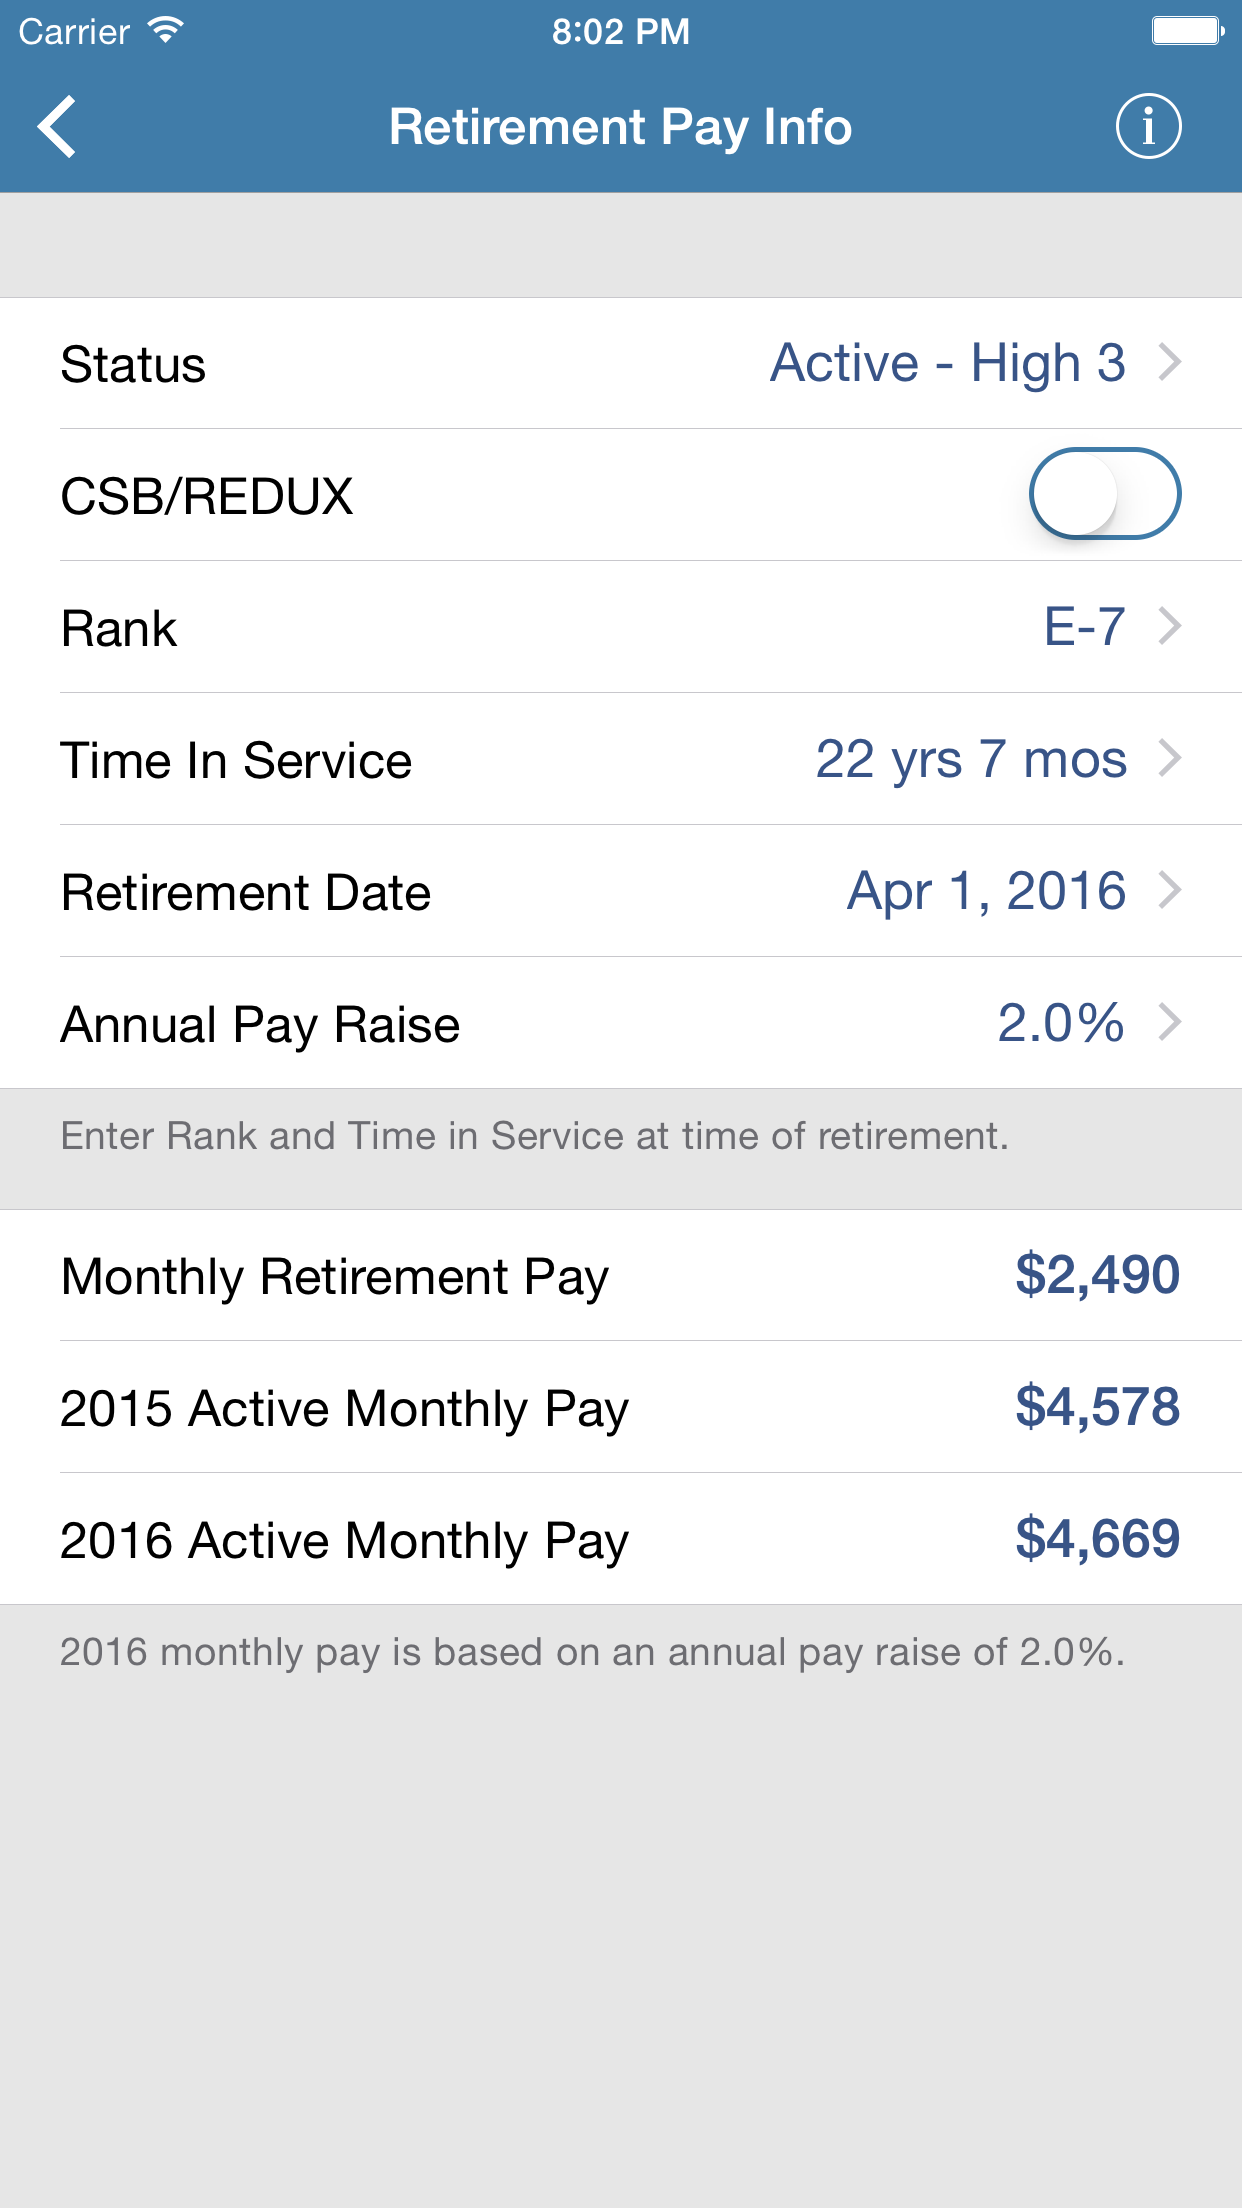 Carrier 8:02 PM
Retirement Pay Info
Status Active - High 3
CSB/REDUX
Rank E-7
Time In Service 22 yrs 7 mos
Retirement Date Apr 1, 2016
Annual Pay Raise 2.0%
Enter Rank and Time in Service at time of retirement.
Monthly Retirement Pay $2,490
2015 Active Monthly Pay $4,578
2016 Active Monthly Pay $4,669
2016 monthly pay is based on an annual pay raise of 2.0%.